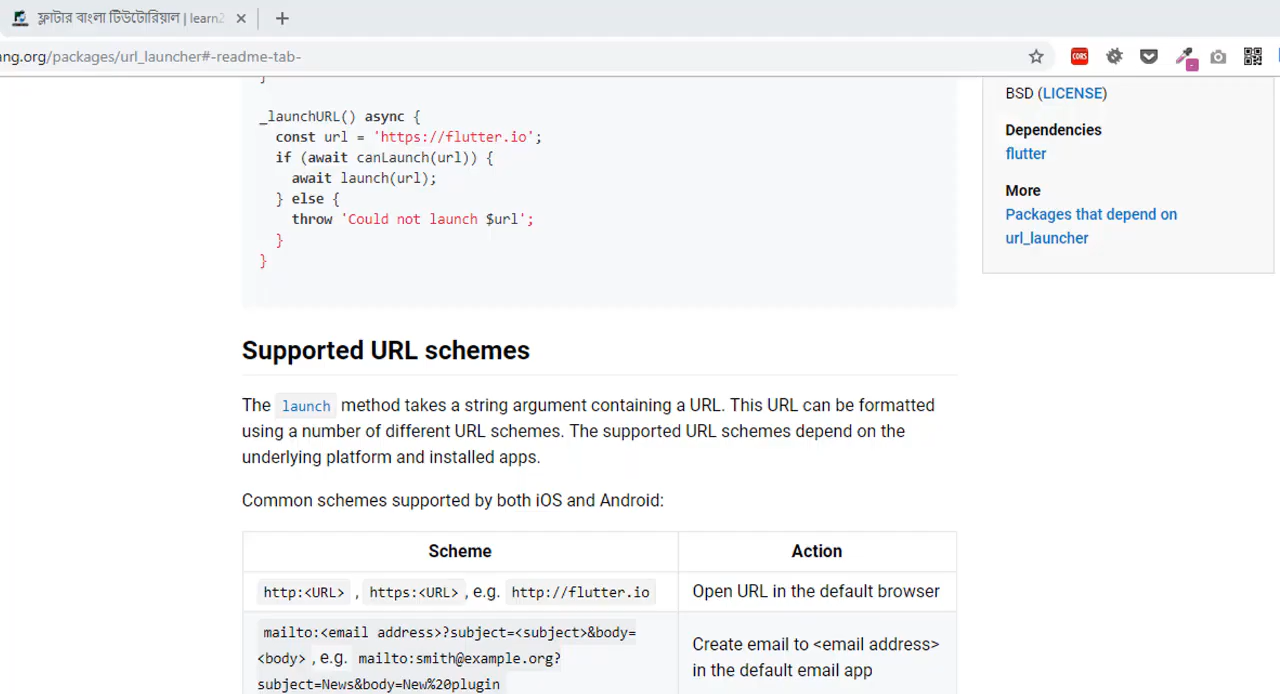 ফ্লাটার বাংলা টিউটোরিয়াল | learn2
ang.org/packages/url_launcher#-readme-tab-
CORS
}
_launchURL() async {
const url = 'https://flutter.io';
if (await canLaunch(url)) {
await launch(url);
} else {
throw 'Could not launch $url';
}
}
BSD (LICENSE)
Dependencies
flutter
More
Packages that depend on
url_launcher
Supported URL schemes
The launch method takes a string argument containing a URL. This URL can be formatted
using a number of different URL schemes. The supported URL schemes depend on the
underlying platform and installed apps.
Common schemes supported by both iOS and Android:
Scheme Action
http:<URL> , https:<URL> , e.g. http://flutter.io Open URL in the default browser
mailto:<email address>?subject=<subject>&body=
<body> , e.g. mailto:smith@example.org?
subject=News&body=New%20plugin
Create email to <email address>
in the default email app